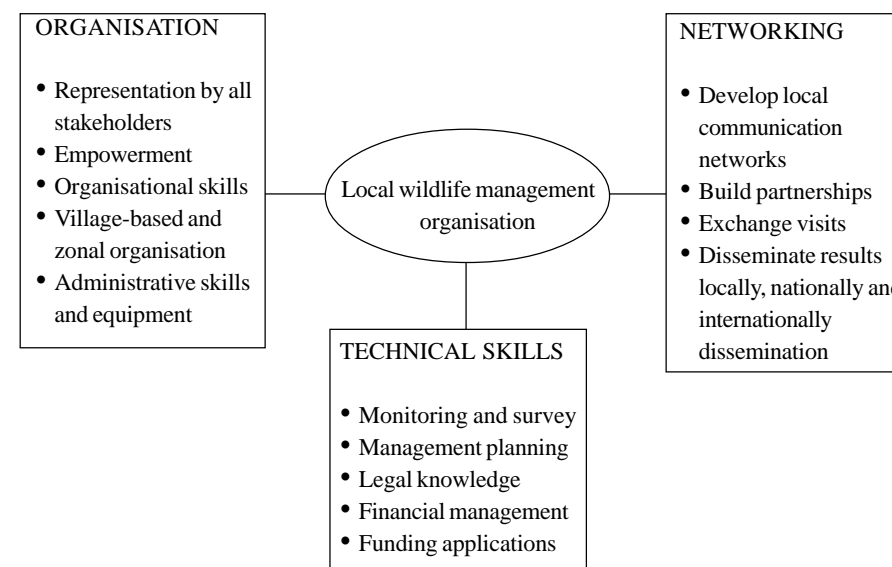 ORGANISATION
• Representation by all
stakeholders
• Empowerment
• Organisational skills
• Village-based and
zonal organisation
• Administrative skills
and equipment
Local wildlife management
organisation
NETWORKING
• Develop local
communication
networks
• Build partnerships
• Exchange visits
• Disseminate results
locally, nationally an
internationally
dissemination
TECHNICAL SKILLS
• Monitoring and survey
• Management planning
• Legal knowledge
• Financial management
• Funding applications